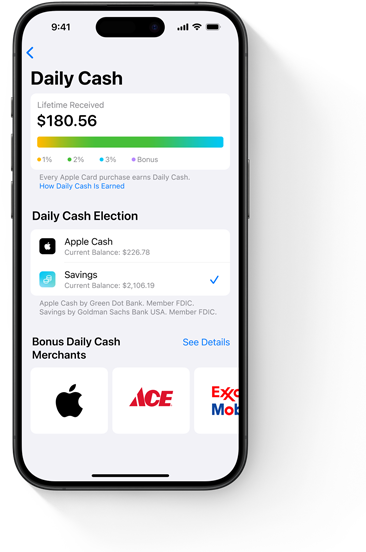 9:41
Daily Cash
Lifetime Received
$180.56
1% 2% 3% Bonus
Every Apple Card purchase earns Daily Cash.
How Daily Cash Is Earned
Daily Cash Election
Apple Cash
Current Balance: $226.78
Savings
Current Balance: $2,106.19
Apple Cash by Green Dot Bank. Member FDIC.
Savings by Goldman Sachs Bank USA. Member FDIC.
Bonus Daily Cash See Details
Merchants
ACE
Exxo
Mob